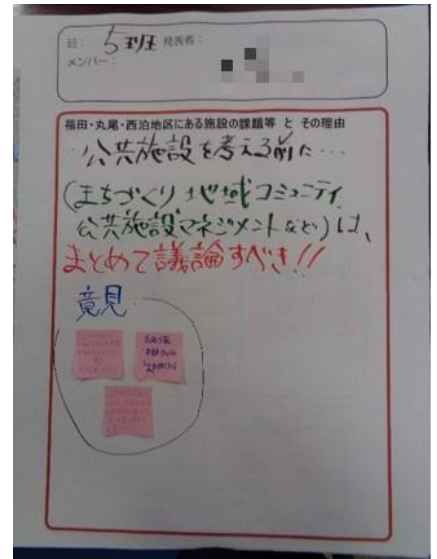 班： 5班 発表者：
メンバー：
福田・丸尾・西泊地区にある施設の課題等 と その理由
公共施設を考える前に…
(まちづくり 地域コミュニティ
公共施設マネジメントなど)は、
まとめて議論すべき!!
意見